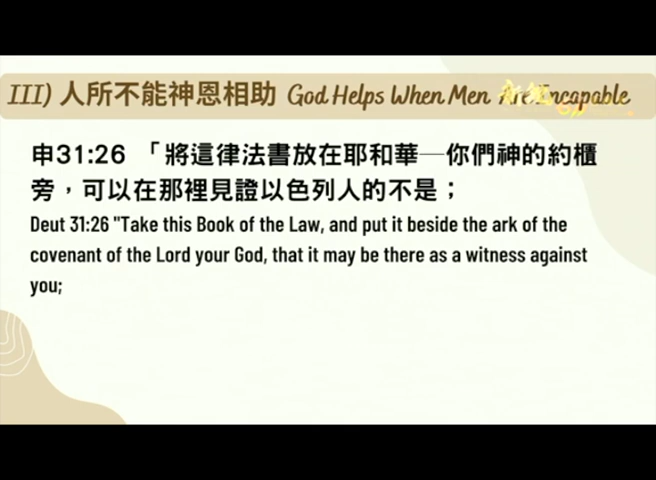 III) 人所不能神恩相助 God Helps When Men Are Incapable
申31:26 「將這律法書放在耶和華─你們神的約櫃
旁，可以在那裡見證以色列人的不是；
Deut 31:26 "Take this Book of the Law, and put it beside the ark of the
covenant of the Lord your God, that it may be there as a witness against
you;